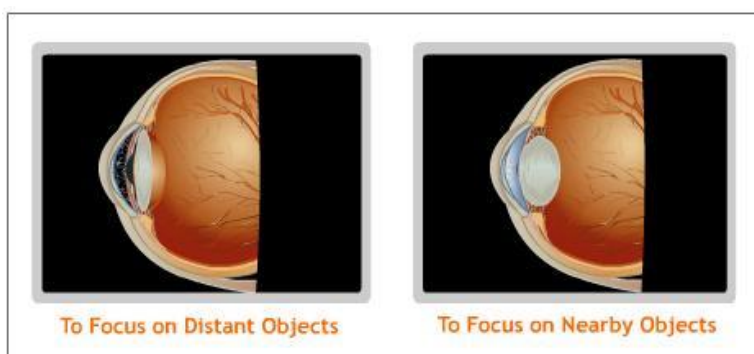 To Focus on Distant Objects
To Focus on Nearby Objects